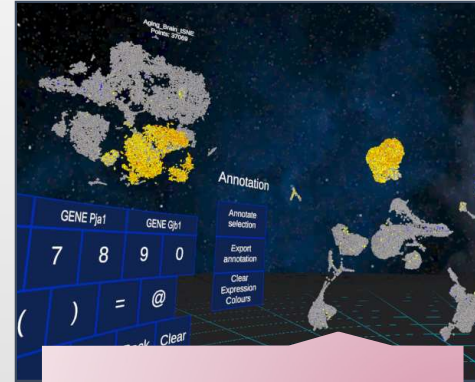 Aging_Brain_tSNE
Points: 37069
Annotation
GENE Pja1
GENE Gjb1
Annotate
selection
7
8
9
0
Export
annotation
(
)
=
@
Clear
Expression
Colours
Clear